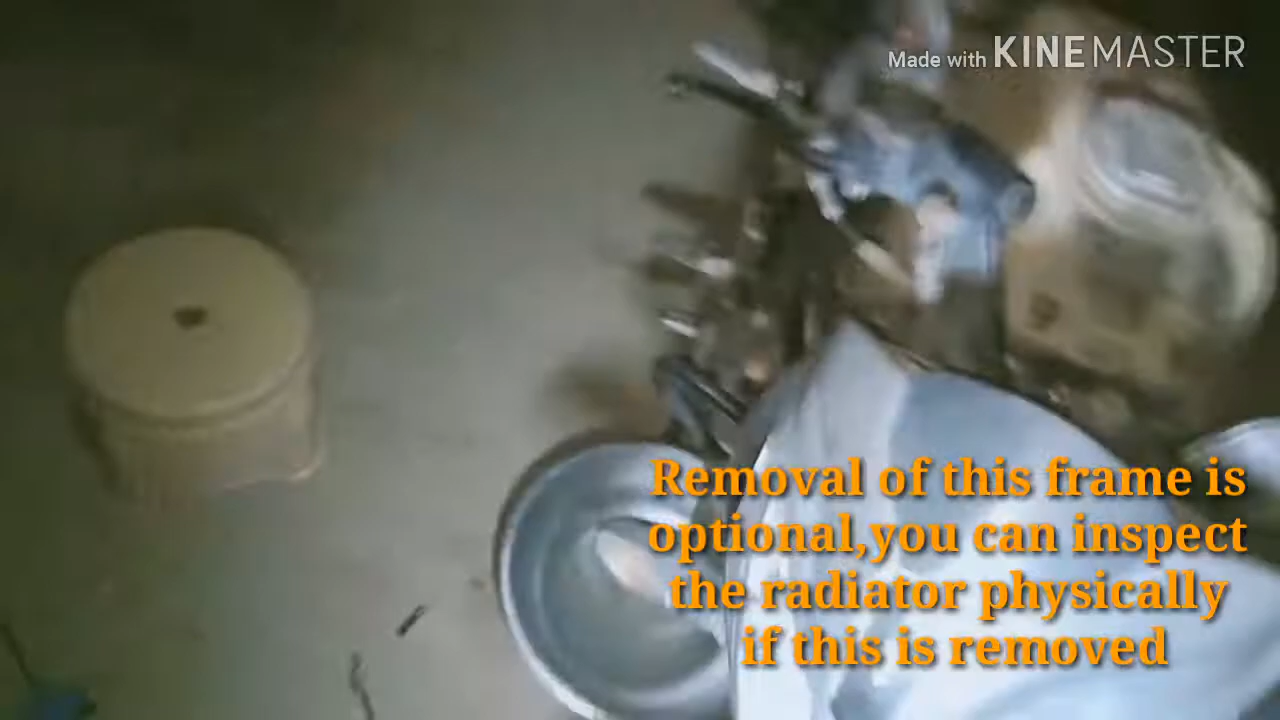 Made with KINEMASTER
Removal of this frame is
optional,you can inspect
the radiator physically
if this is removed